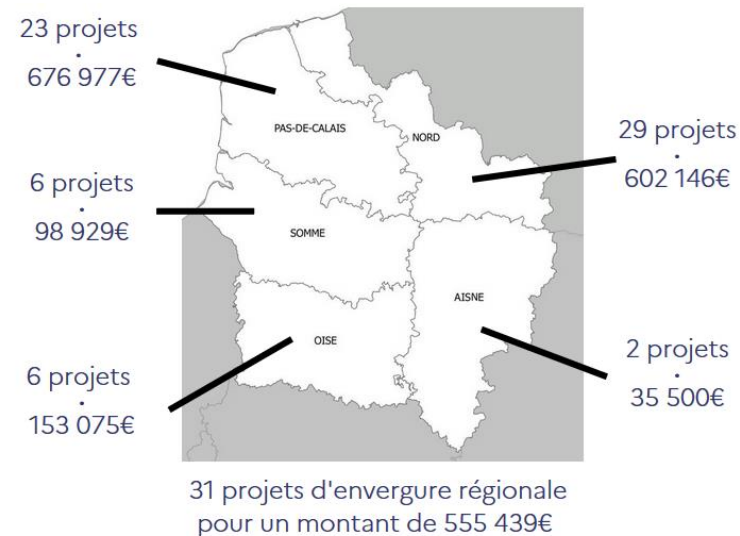 23 projets
.
676 977€
PAS-DE-CALAIS
NORD
29 projets
.
602 146€
6 projets
.
98 929€
SOMME
AISNE
OISE
6 projets
.
153 075€
2 projets
.
35 500€
31 projets d'envergure régionale
pour un montant de 555 439€